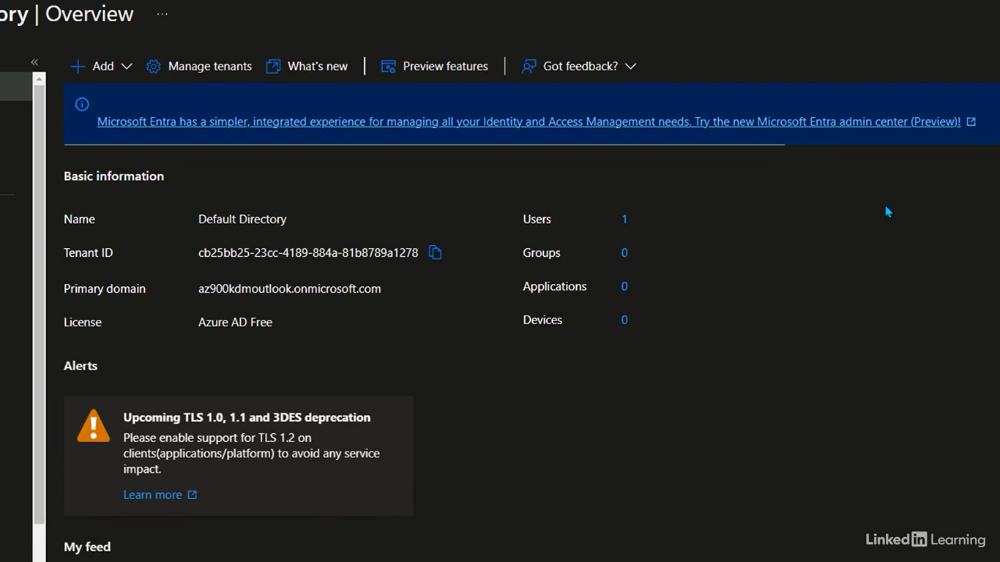 ory | Overview ...
Add Manage tenants What's new | Preview features | Got feedback?
Microsoft Entra has a simpler, integrated experience for managing all your Identity and Access Management needs. Try the new Microsoft Entra admin center (Preview)!
Basic information
Name Default Directory Users 1
Tenant ID cb25bb25-23cc-4189-884a-81b8789a1278 Groups 0
Primary domain az900kdmoutlook.onmicrosoft.com Applications 0
License Azure AD Free Devices 0
Alerts
Upcoming TLS 1.0, 1.1 and 3DES deprecation
Please enable support for TLS 1.2 on
clients(applications/platform) to avoid any service
impact.
Learn more
My feed
LinkedIn Learning